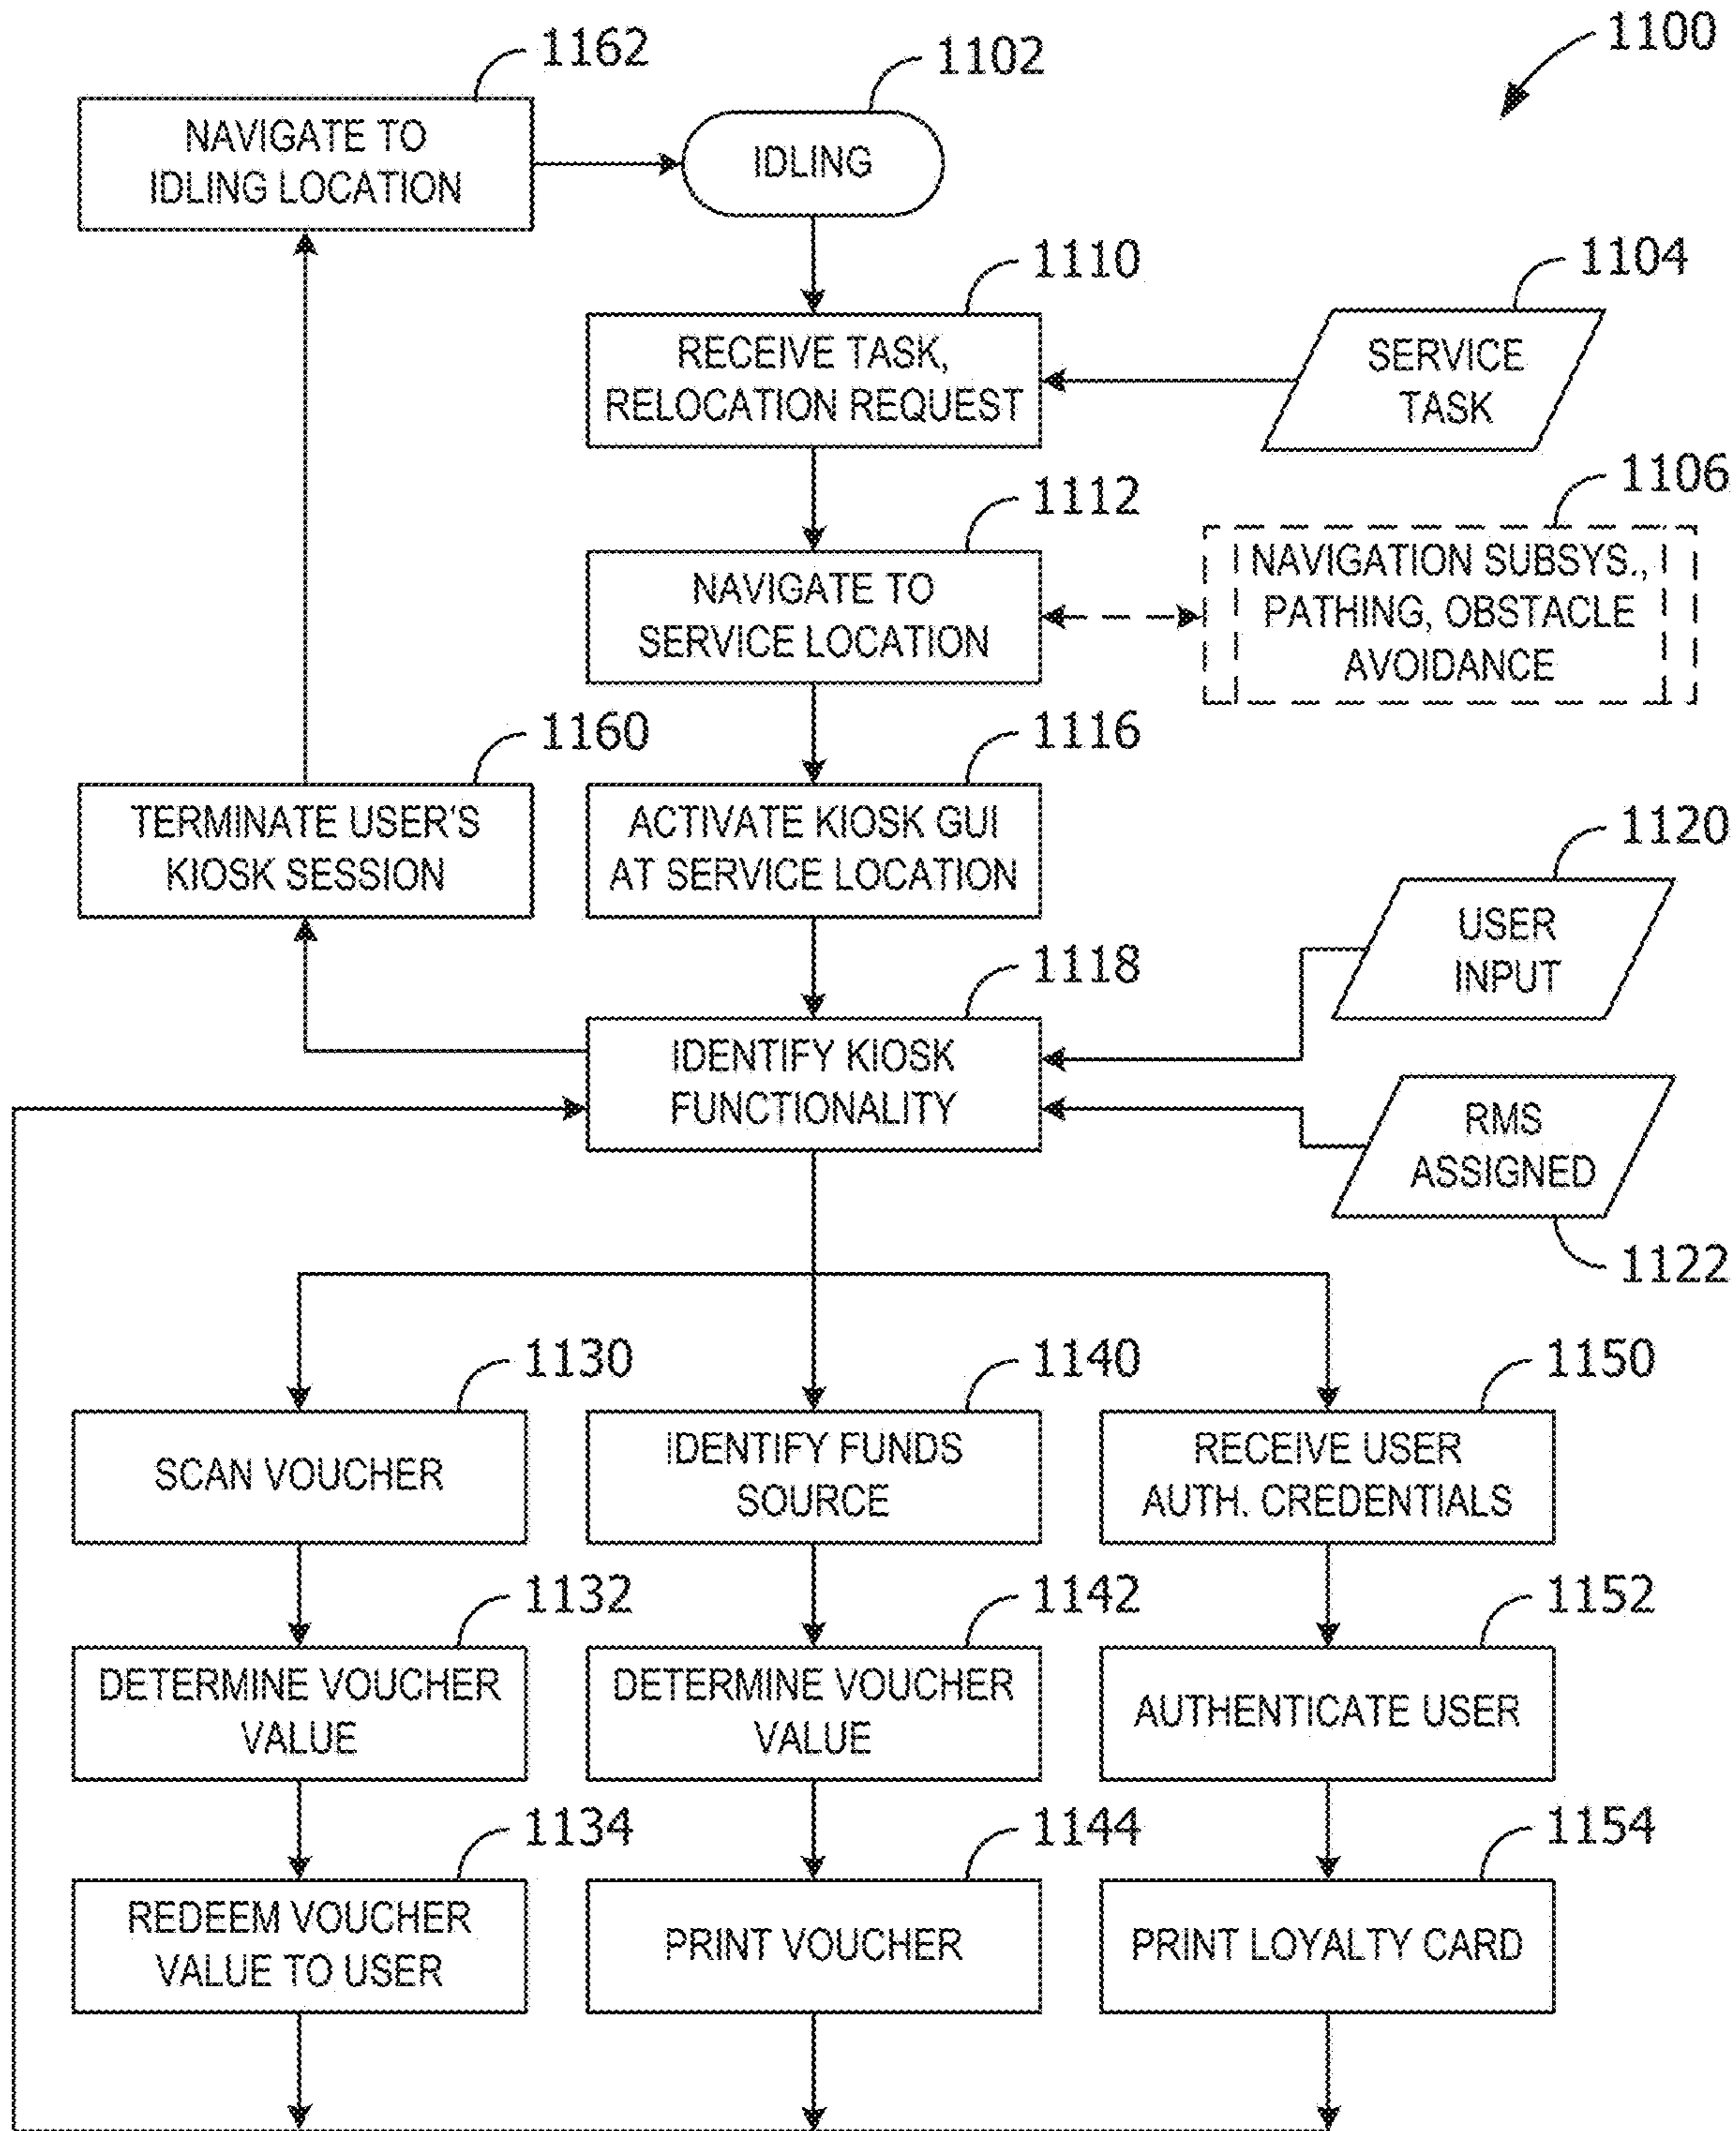 1100
1162
NAVIGATE TO
IDLING LOCATION
1102
IDLING
1110
RECEIVE TASK,
RELOCATION REQUEST
1104
SERVICE
TASK
1112
NAVIGATE TO
SERVICE LOCATION
1106
NAVIGATION SUBSYS.,
PATHING, OBSTACLE
AVOIDANCE
1160
TERMINATE USER'S
KIOSK SESSION
1116
ACTIVATE KIOSK GUI
AT SERVICE LOCATION
1120
USER
INPUT
1118
IDENTIFY KIOSK
FUNCTIONALITY
RMS
ASSIGNED
1122
1130
SCAN VOUCHER
1140
IDENTIFY FUNDS
SOURCE
1150
RECEIVE USER
AUTH. CREDENTIALS
1132
DETERMINE VOUCHER
VALUE
1142
DETERMINE VOUCHER
VALUE
1152
AUTHENTICATE USER
1134
REDEEM VOUCHER
VALUE TO USER
1144
PRINT VOUCHER
1154
PRINT LOYALTY CARD